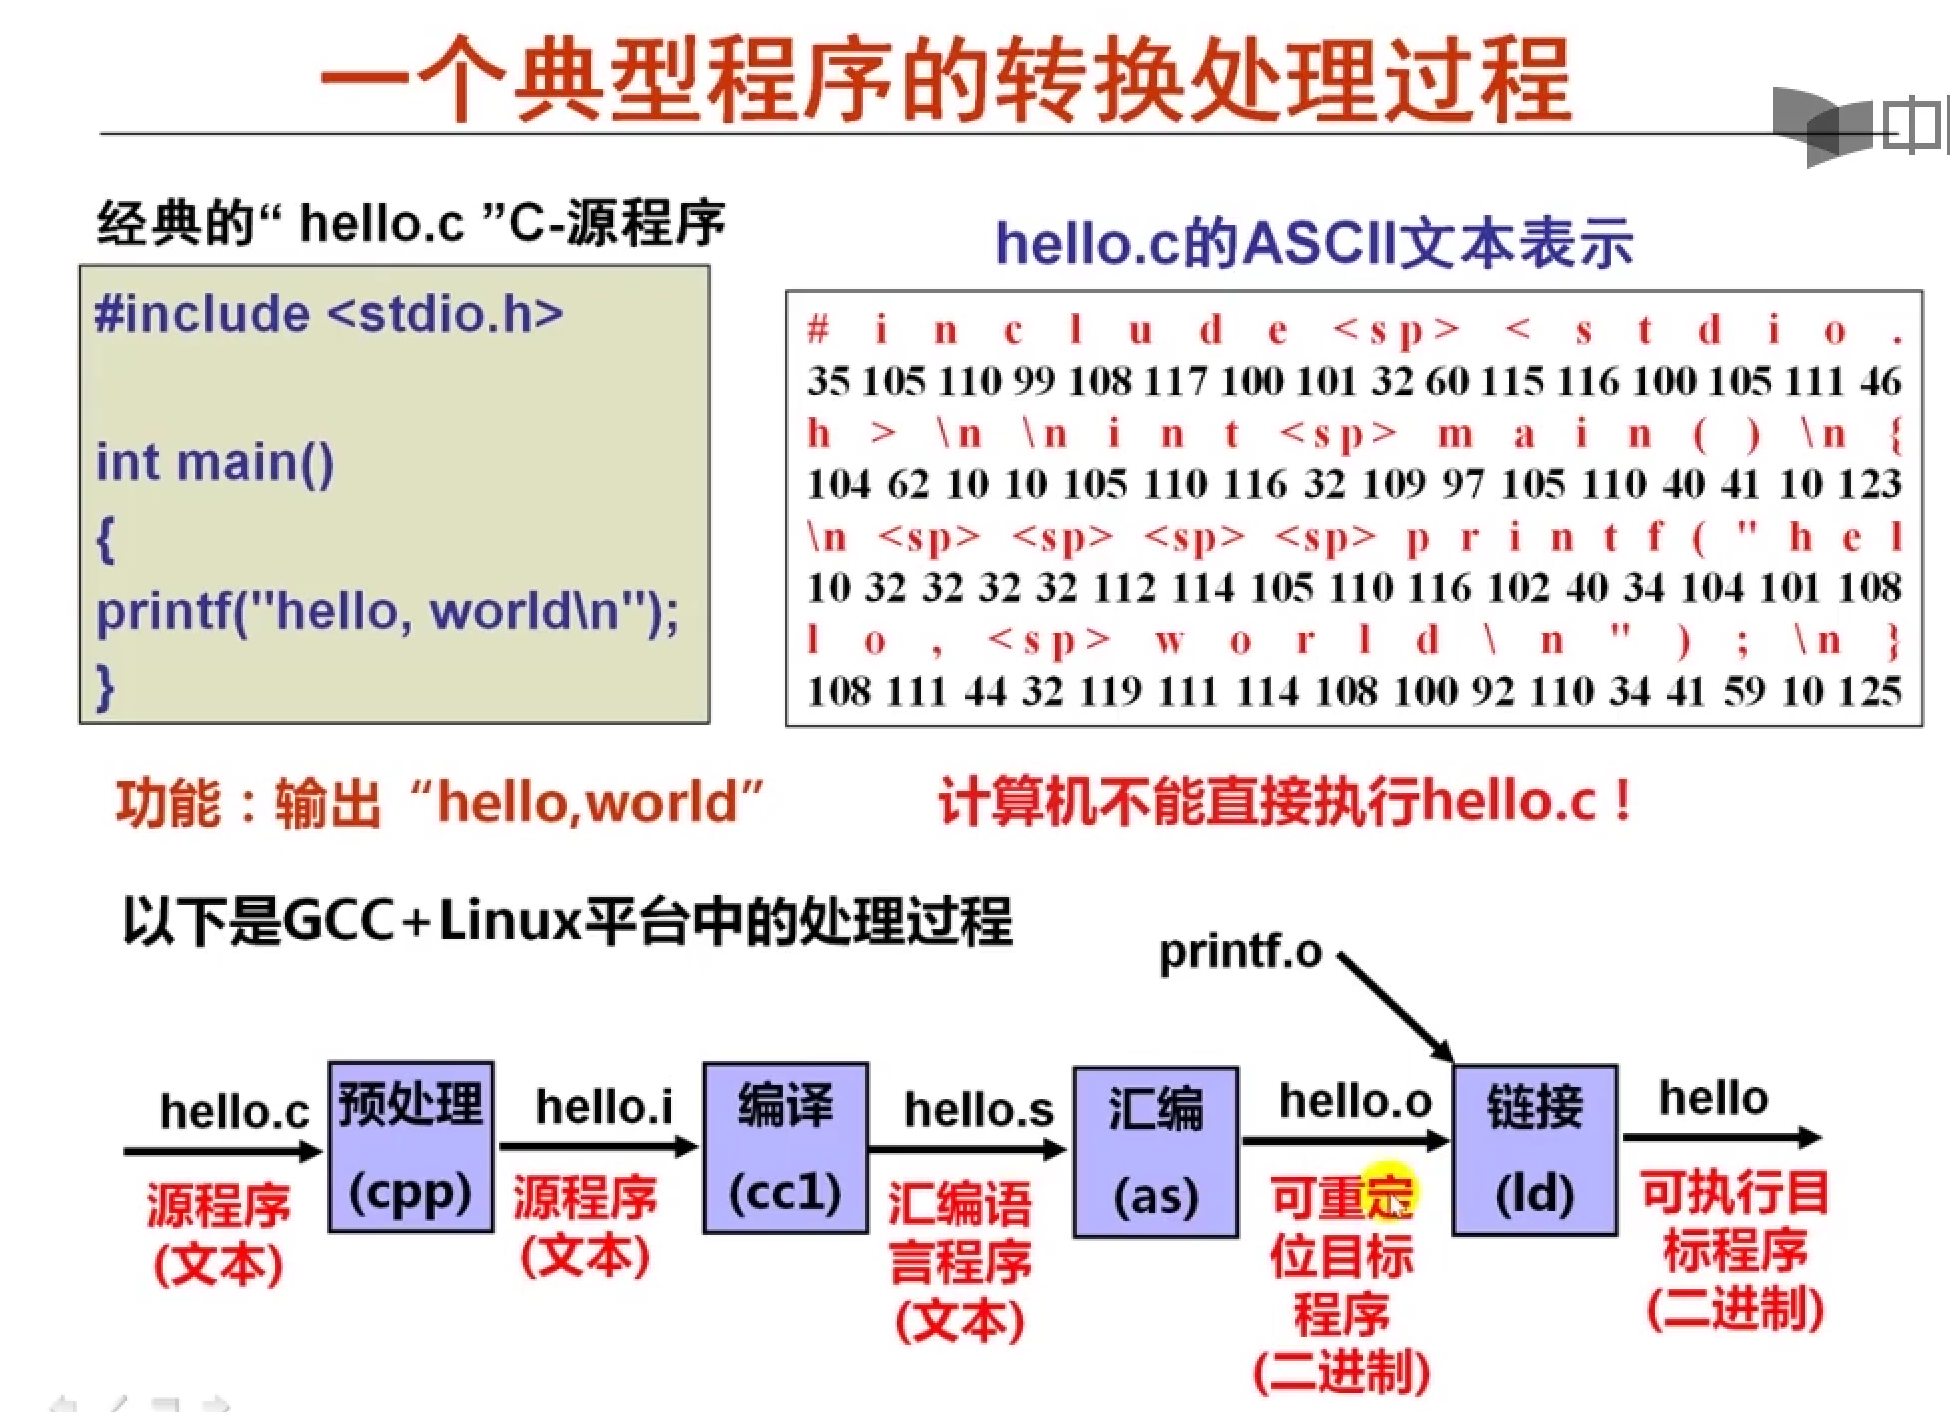 一个典型程序的转换处理过程
中
经典的“ hello.c ”C-源程序
#include <stdio.h>
int main()
{
printf("hello, world\n");
}
hello.c的ASCII文本表示
# i n c l u d e <sp> < s t d i o .
35 105 110 99 108 117 100 101 32 60 115 116 100 105 111 46
h > \n \n i n t <sp> m a i n ( ) \n {
104 62 10 10 105 110 116 32 109 97 105 110 40 41 10 123
\n <sp> <sp> <sp> <sp> p r i n t f ( " h e l
10 32 32 32 32 112 114 105 110 116 102 40 34 104 101 108
l o , <sp> w o r l d \ n " ) ; \n }
108 111 44 32 119 111 114 108 100 92 110 34 41 59 10 125
功能：输出“hello,world”
计算机不能直接执行hello.c！
以下是GCC+Linux平台中的处理过程
printf.o
hello.c
预处理
(cpp)
hello.i
编译
(cc1)
hello.s
汇编
(as)
hello.o
链接
(ld)
hello
源程序
(文本)
源程序
(文本)
汇编语
言程序
(文本)
可重定
位目标
程序
(二进制)
可执行目
标程序
(二进制)